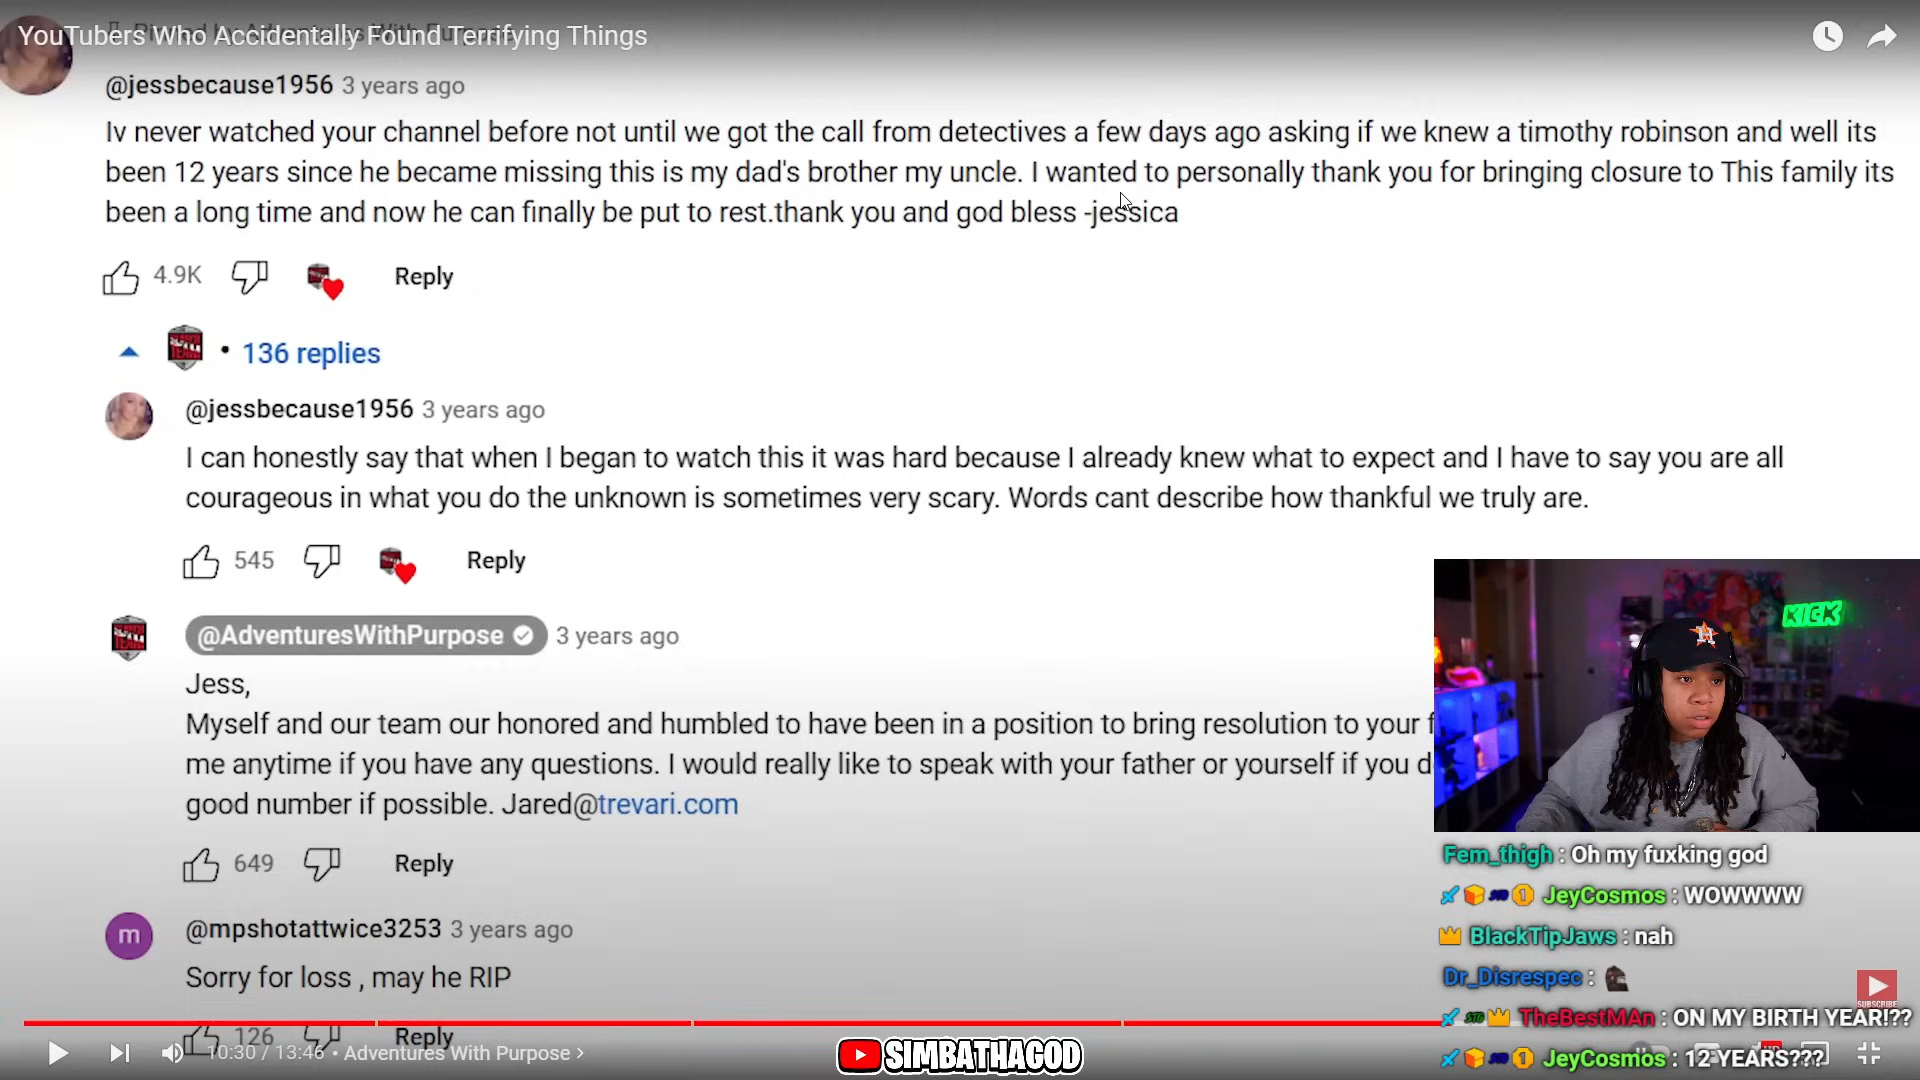 YouTubers Who Accidentally Found Terrifying Things
@jessbecause1956 3 years ago
Iv never watched your channel before not until we got the call from detectives a few days ago asking if we knew a timothy robinson and well its
been 12 years since he became missing this is my dad's brother my uncle. I wanted to personally thank you for bringing closure to This family its
been a long time and now he can finally be put to rest.thank you and god bless -jessica
4.9K Reply
• 136 replies
@jessbecause1956 3 years ago
I can honestly say that when I began to watch this it was hard because I already knew what to expect and I have to say you are all
courageous in what you do the unknown is sometimes very scary. Words cant describe how thankful we truly are.
545 Reply
KICK
@AdventuresWithPurpose 3 years ago
Jess,
Myself and our team our honored and humbled to have been in a position to bring resolution to your f
me anytime if you have any questions. I would really like to speak with your father or yourself if you d
good number if possible. Jared@trevari.com
649 Reply
@mpshotattwice3253 3 years ago
Sorry for loss , may he RIP
126 Reply
Fem_thigh : Oh my fuxking god
JeyCosmos : WOWWWW
BlackTipJaws : nah
Dr_Disrespec :
SUBSCRIBE
TheBestMAn : ON MY BIRTH YEAR!??
JeyCosmos : 12 YEARS???
10:30 / 13:46 • Adventures With Purpose >
SIMBATHAGOD